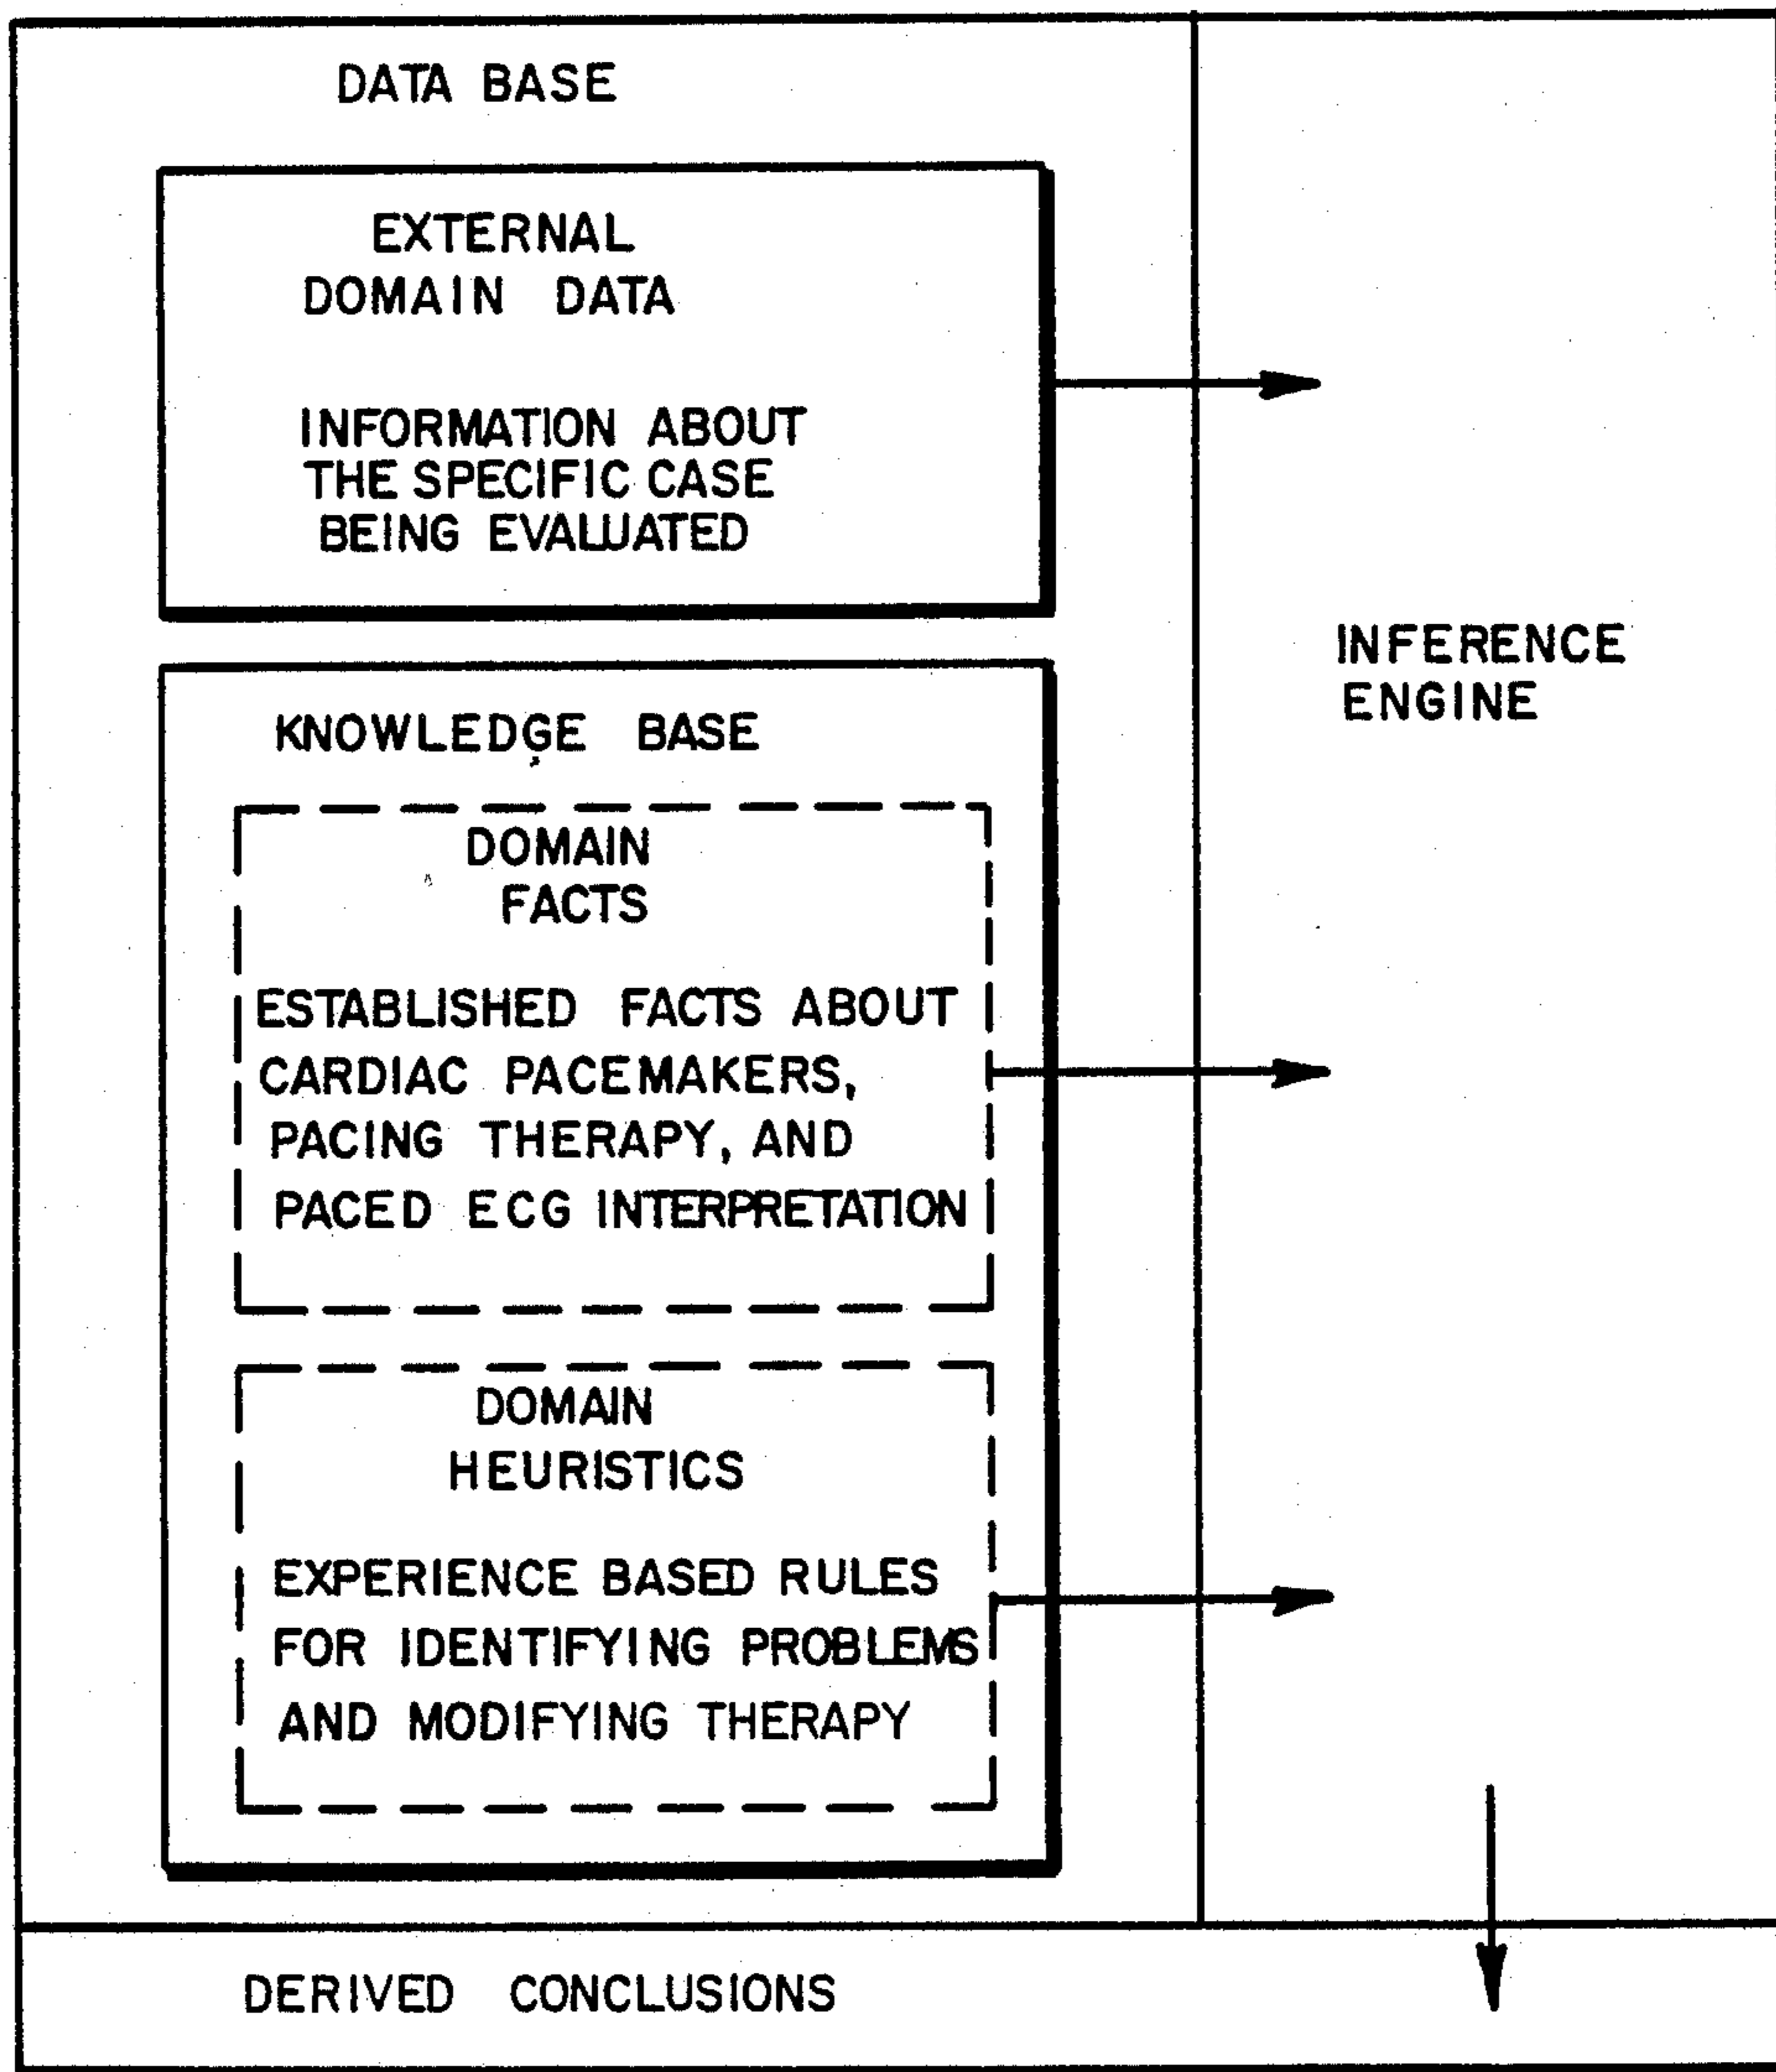 DATA BASE
EXTERNAL
DOMAIN DATA
INFORMATION ABOUT
THE SPECIFIC CASE
BEING EVALUATED
KNOWLEDGE BASE
DOMAIN
FACTS
ESTABLISHED FACTS ABOUT
CARDIAC PACEMAKERS,
PACING THERAPY, AND
PACED ECG INTERPRETATION
DOMAIN
HEURISTICS
EXPERIENCE BASED RULES
FOR IDENTIFYING PROBLEMS
AND MODIFYING THERAPY
INFERENCE
ENGINE
DERIVED CONCLUSIONS